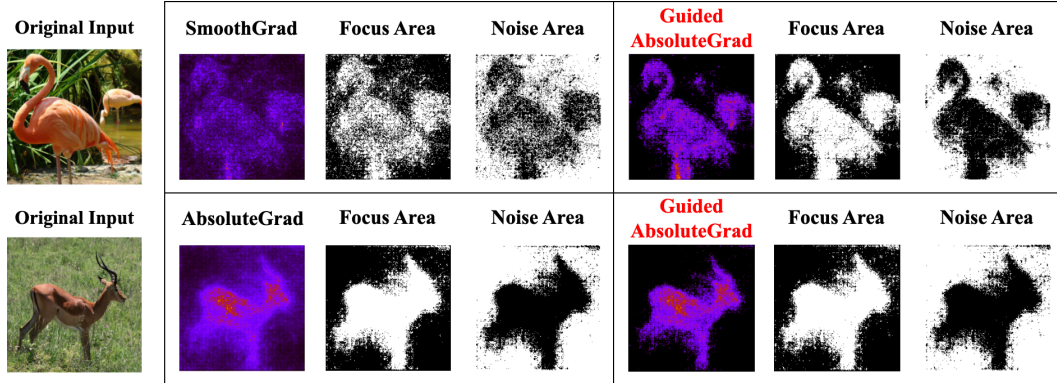 Original Input
SmoothGrad
Focus Area
Noise Area
Guided
AbsoluteGrad
Focus Area
Noise Area
Original Input
AbsoluteGrad
Focus Area
Noise Area
Guided
AbsoluteGrad
Focus Area
Noise Area